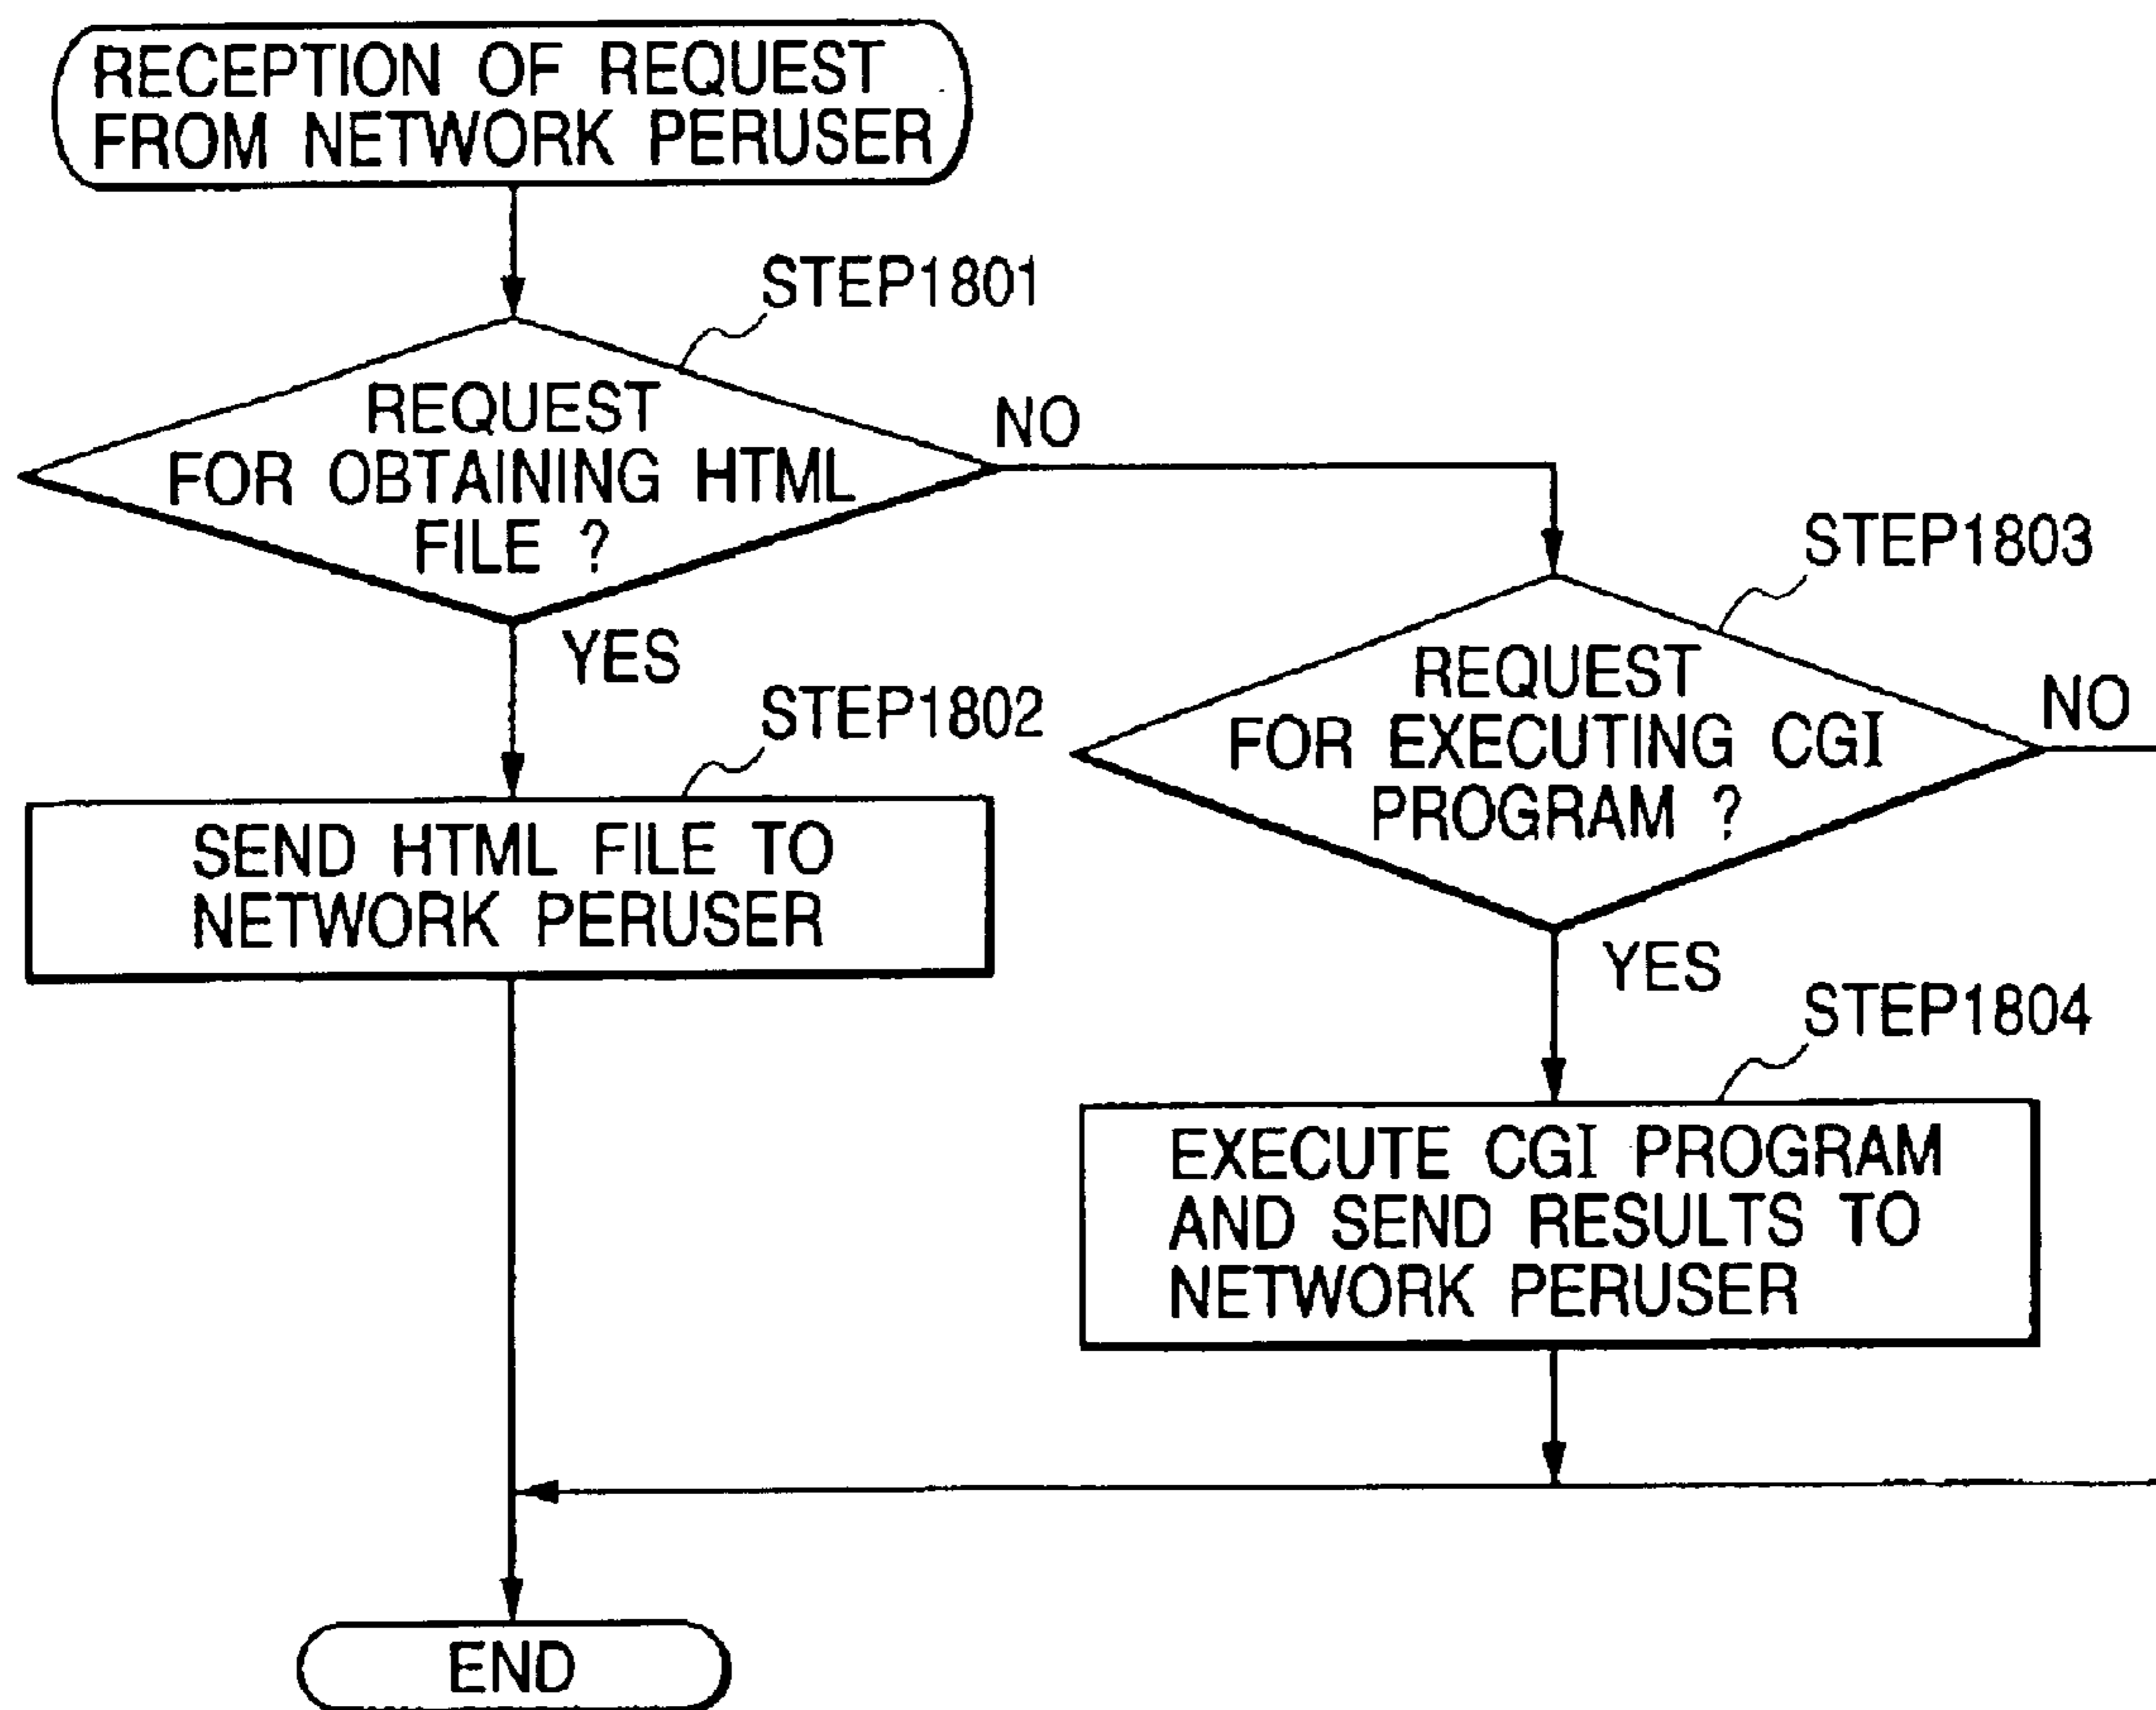 RECEPTION OF REQUEST
FROM NETWORK PERUSER
STEP1801
REQUEST
FOR OBTAINING HTML
FILE ?
NO
YES
STEP1802
SEND HTML FILE TO
NETWORK PERUSER
STEP1803
REQUEST
FOR EXECUTING CGI
PROGRAM ?
NO
YES
STEP1804
EXECUTE CGI PROGRAM
AND SEND RESULTS TO
NETWORK PERUSER
END